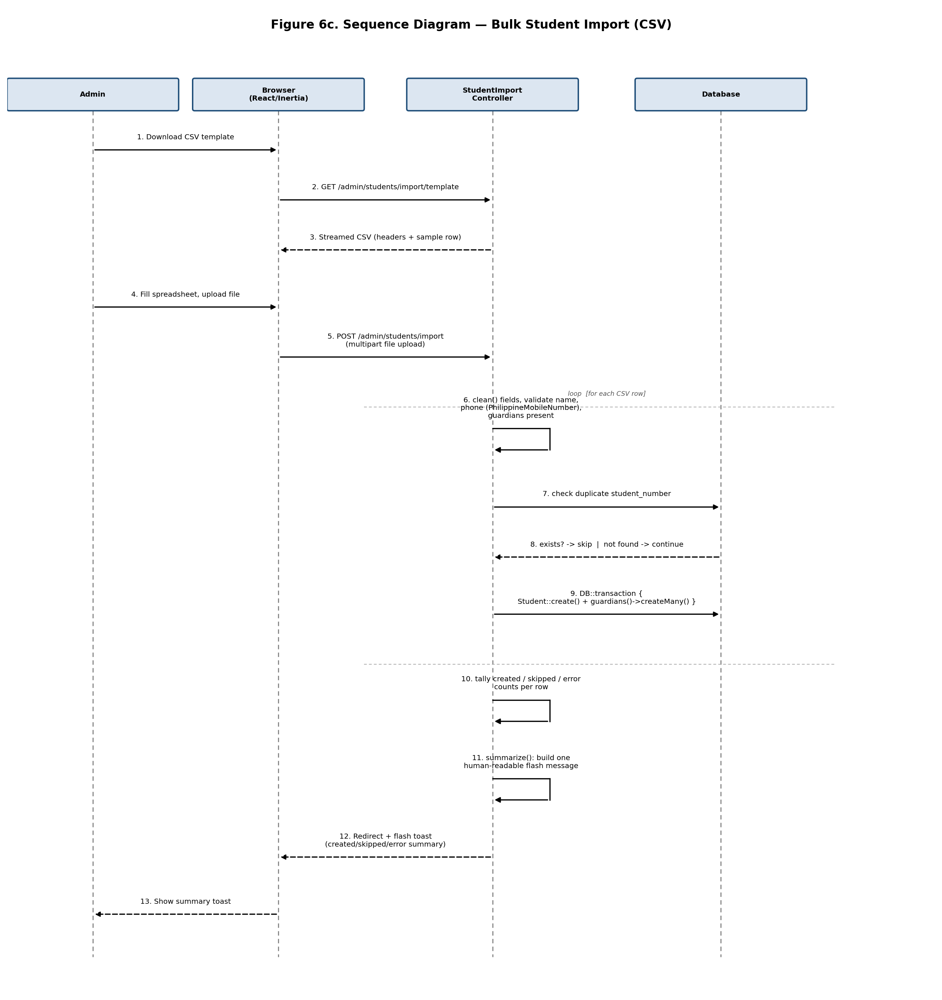 Figure 6c. Sequence Diagram — Bulk Student Import (CSV)
Admin
Browser
(React/Inertia)
StudentImport
Controller
Database
1. Download CSV template
2. GET /admin/students/import/template
3. Streamed CSV (headers + sample row)
4. Fill spreadsheet, upload file
5. POST /admin/students/import
(multipart file upload)
loop  [for each CSV row]
6. clean() fields, validate name,
phone (PhilippineMobileNumber),
guardians present
7. check duplicate student_number
8. exists? -> skip  |  not found -> continue
9. DB::transaction {
Student::create() + guardians()->createMany() }
10. tally created / skipped / error
counts per row
11. summarize(): build one
human-readable flash message
12. Redirect + flash toast
(created/skipped/error summary)
13. Show summary toast